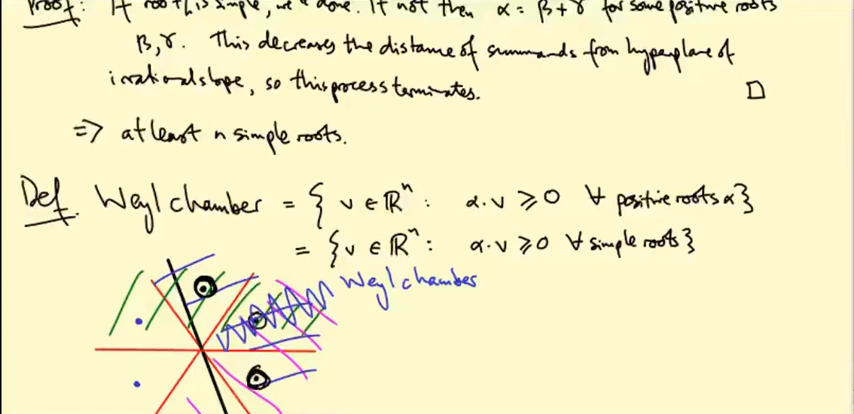 Proof: If root is simple, we're done. If not then α = β + γ for some positive roots
β, γ. This decreases the distance of summands from hyperplane of
irrational slope, so this process terminates. □
=> at least n simple roots.
Def. Weyl chamber = { v ∈ ℝⁿ : α·v ≥ 0 ∀ positive roots α}
= { v ∈ ℝⁿ : α·v ≥ 0 ∀ simple roots}
Weyl chamber